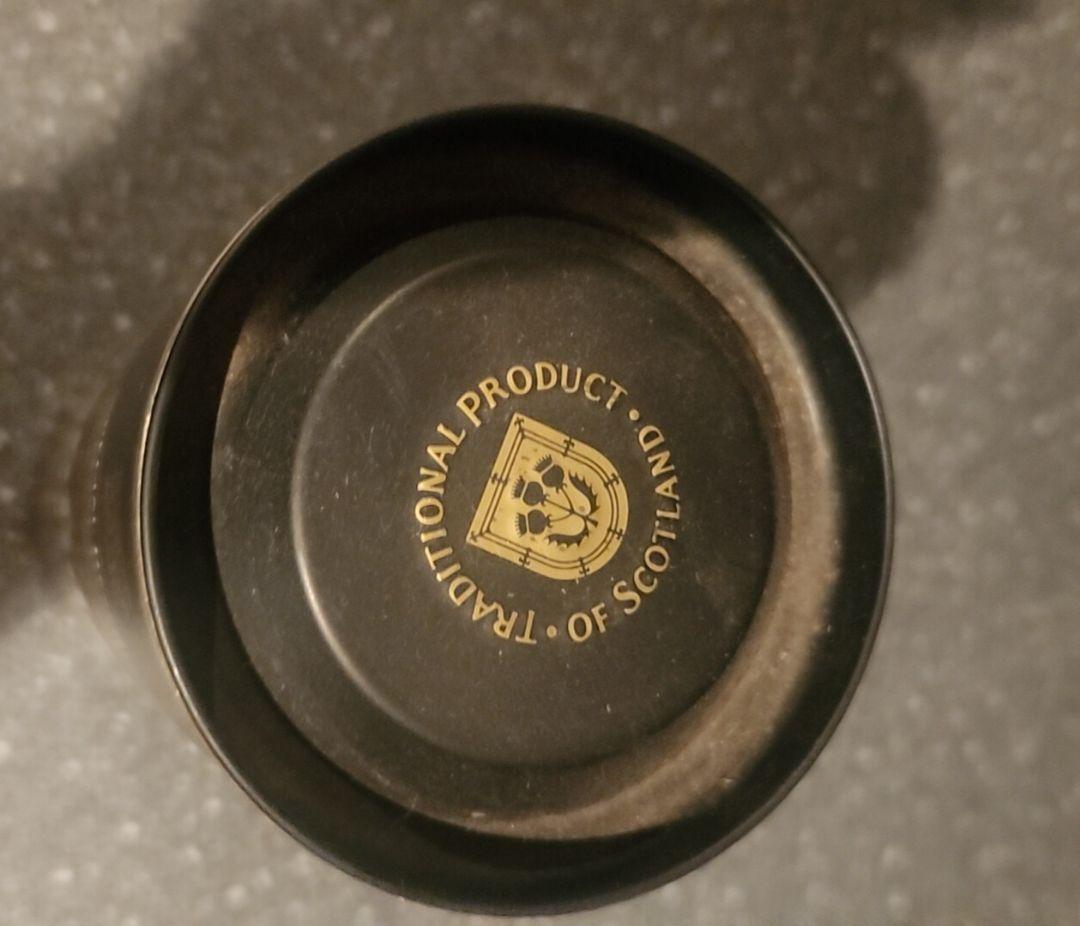 TRADITIONAL PRODUCT • OF SCOTLAND •